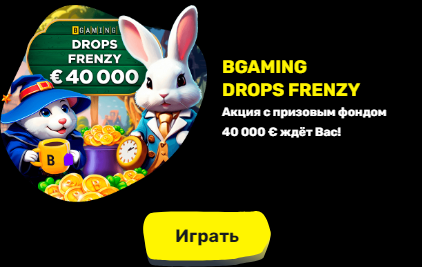 BGAMING
DROPS
FRENZY
€ 40 000
B
BGAMING
DROPS FRENZY
Акция с призовым фондом
40 000 € ждёт Вас!
Играть